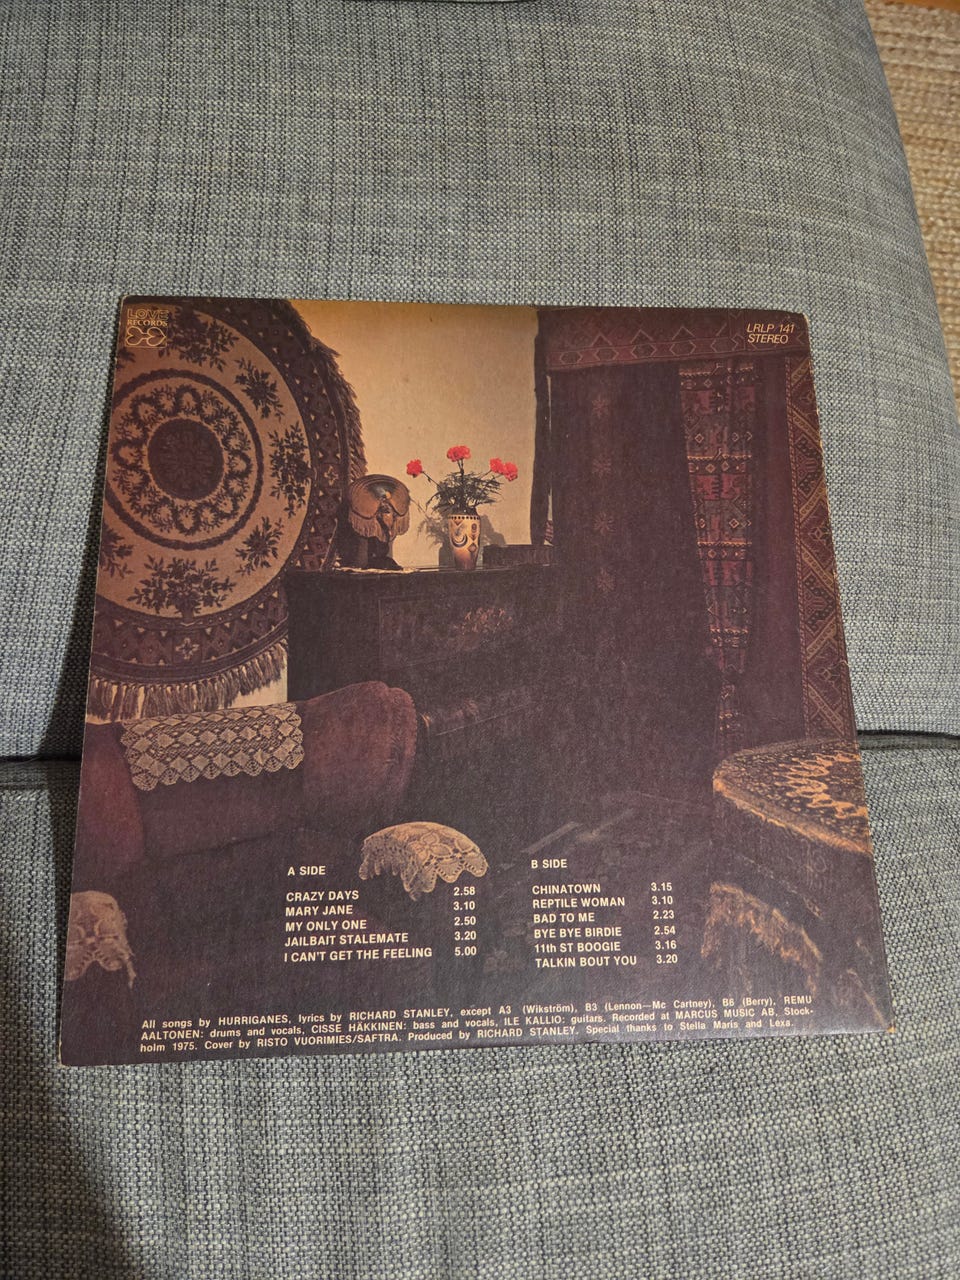 LOVE
RECORDS
LRLP 141
STEREO
A SIDE
CRAZY DAYS 2.58
MARY JANE 3.10
MY ONLY ONE 2.50
JAILBAIT STALEMATE 3.20
I CAN'T GET THE FEELING 5.00
B SIDE
CHINATOWN 3.15
REPTILE WOMAN 3.10
BAD TO ME 2.23
BYE BYE BIRDIE 2.54
11th ST BOOGIE 3.16
TALKIN BOUT YOU 3.20
All songs by HURRIGANES, lyrics by RICHARD STANLEY, except A3 (Wikström), B3 (Lennon—Mc Cartney), B6 (Berry), REMU
AALTONEN: drums and vocals, CISSE HÄKKINEN: bass and vocals, ILE KALLIO: guitars. Recorded at MARCUS MUSIC AB, Stock-
holm 1975. Cover by RISTO VUORIMIES/SAFTRA. Produced by RICHARD STANLEY. Special thanks to Stella Maris and Lexa.